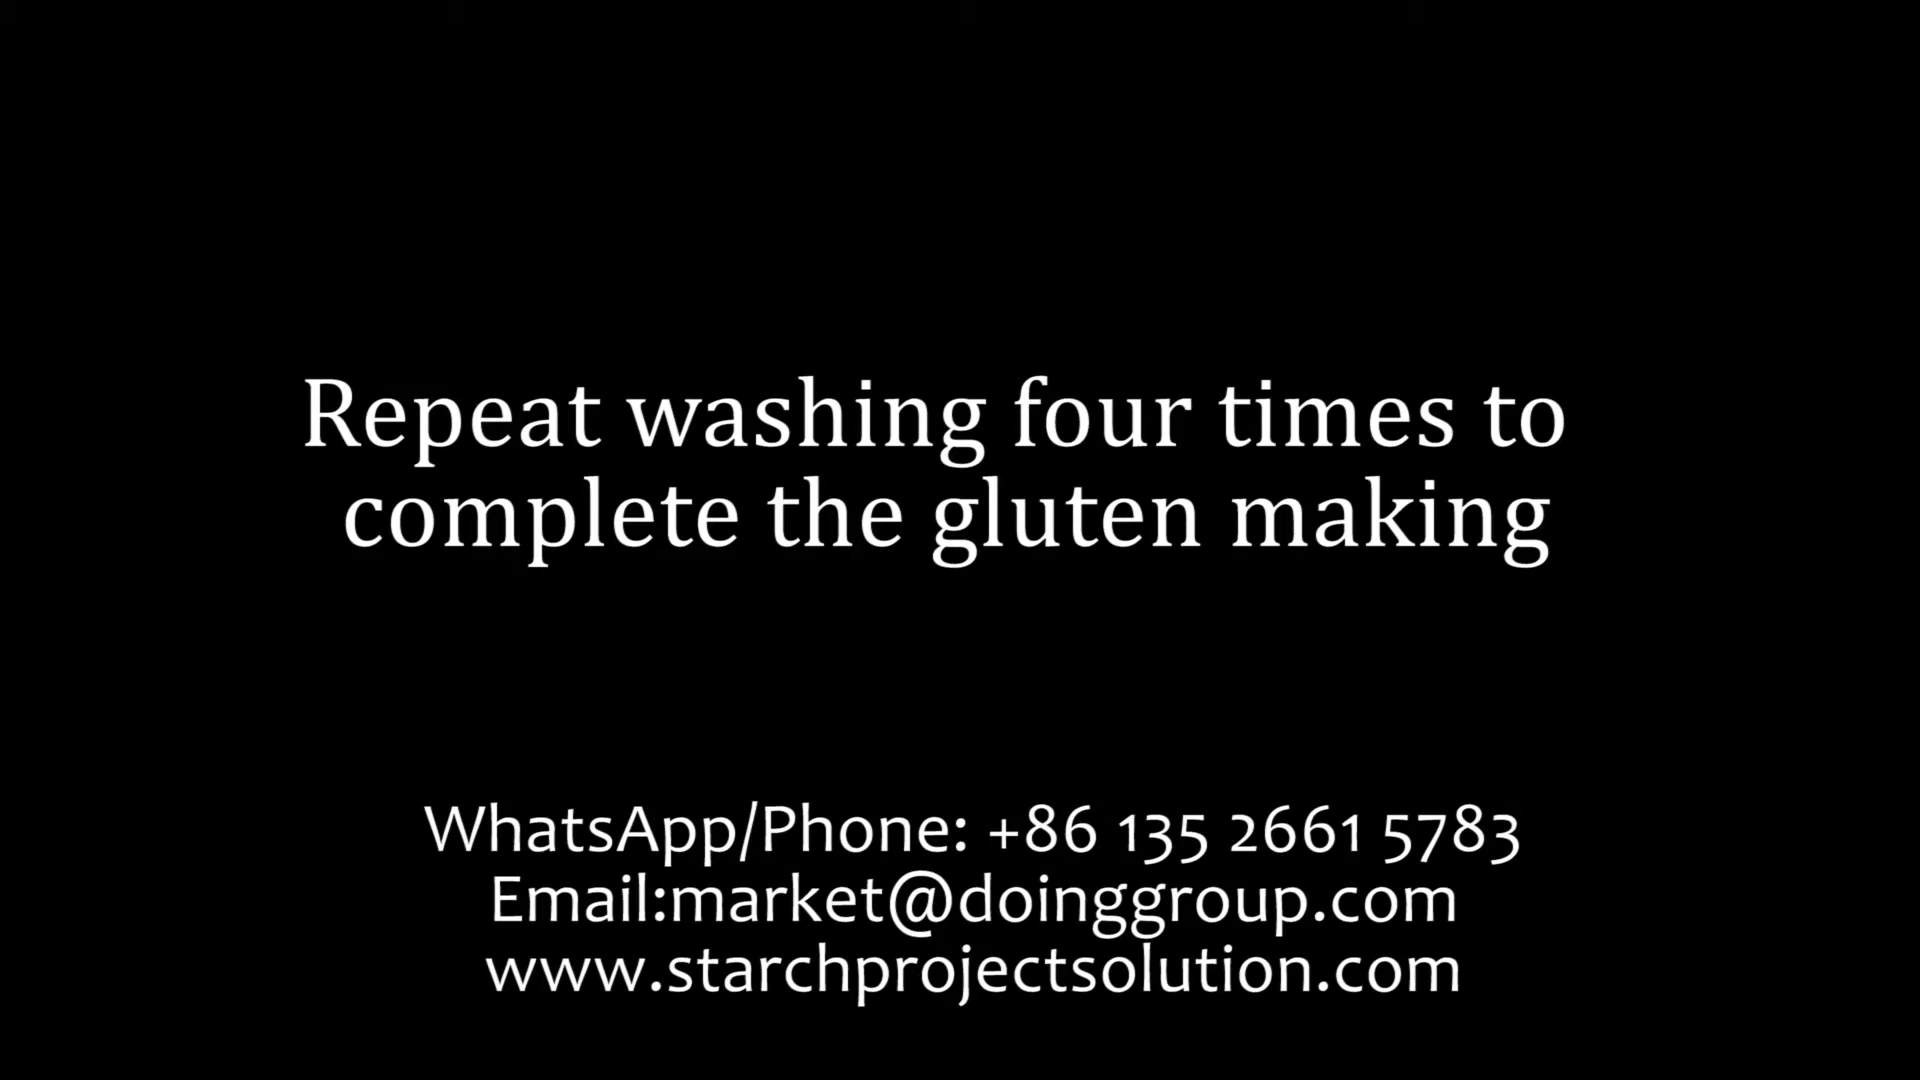 Repeat washing four times to
complete the gluten making
WhatsApp/Phone: +86 135 2661 5783
Email:market@doinggroup.com
www.starchprojectsolution.com